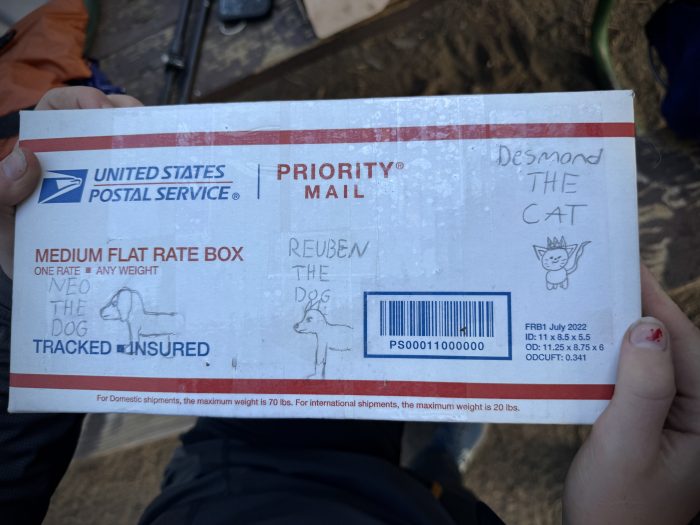 UNITED STATES
POSTAL SERVICE®
PRIORITY®
MAIL
Desmond
THE
CAT
MEDIUM FLAT RATE BOX
ONE RATE ■ ANY WEIGHT
NEO
THE
DOG
REUBEN
THE
DOG
TRACKED ■ INSURED
PS00011000000
FRB1 July 2022
ID: 11 x 8.5 x 5.5
OD: 11.25 x 8.75 x 6
ODCUFT: 0.341
For Domestic shipments, the maximum weight is 70 lbs. For international shipments, the maximum weight is 20 lbs.